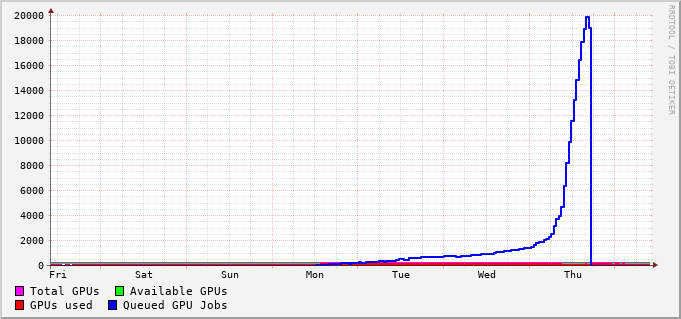 20000
18000
16000
14000
12000
10000
8000
6000
4000
2000
0
Fri Sat Sun Mon Tue Wed Thu
Total GPUs Available GPUs
GPUs used Queued GPU Jobs
RRDTOOL / TOBI OETIKER